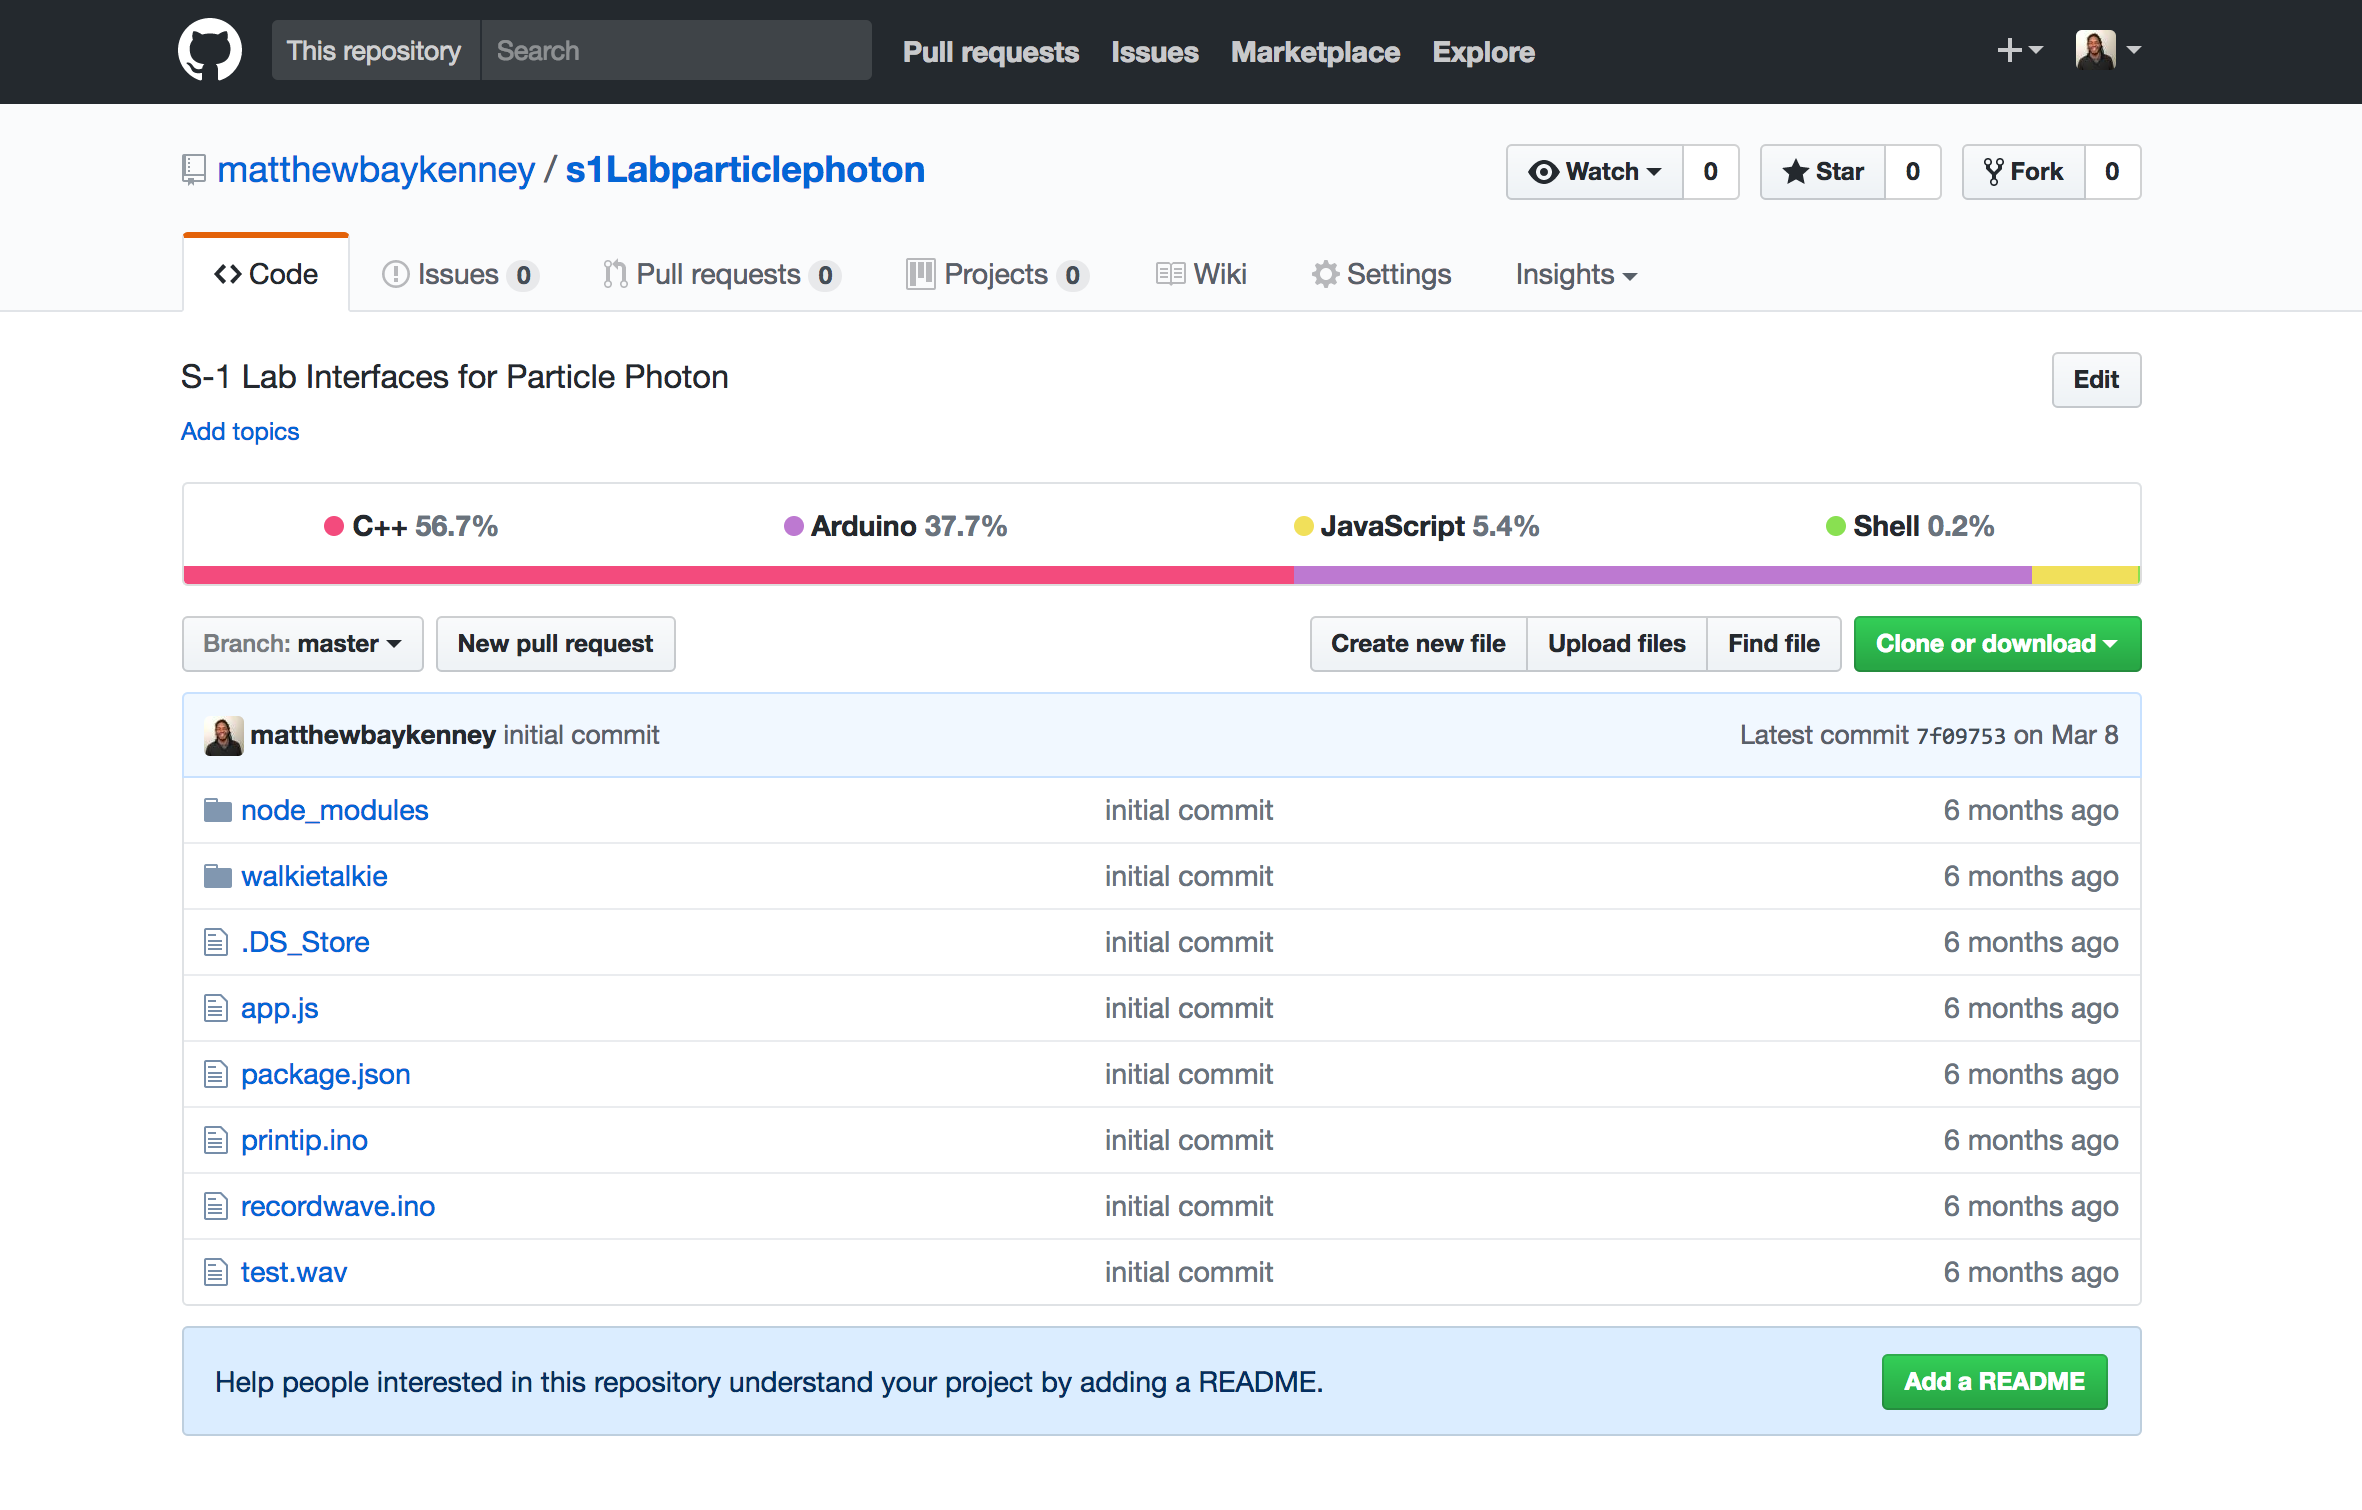 This repository Search Pull requests Issues Marketplace Explore
matthewbaykenney / s1Labparticlephoton Watch 0 Star 0 Fork 0
Code Issues 0 Pull requests 0 Projects 0 Wiki Settings Insights
S-1 Lab Interfaces for Particle Photon Edit
Add topics
C++ 56.7% Arduino 37.7% JavaScript 5.4% Shell 0.2%
Branch: master New pull request Create new file Upload files Find file Clone or download
matthewbaykenney initial commit Latest commit 7f09753 on Mar 8
node_modules initial commit 6 months ago
walkietalkie initial commit 6 months ago
.DS_Store initial commit 6 months ago
app.js initial commit 6 months ago
package.json initial commit 6 months ago
printip.ino initial commit 6 months ago
recordwave.ino initial commit 6 months ago
test.wav initial commit 6 months ago
Help people interested in this repository understand your project by adding a README. Add a README